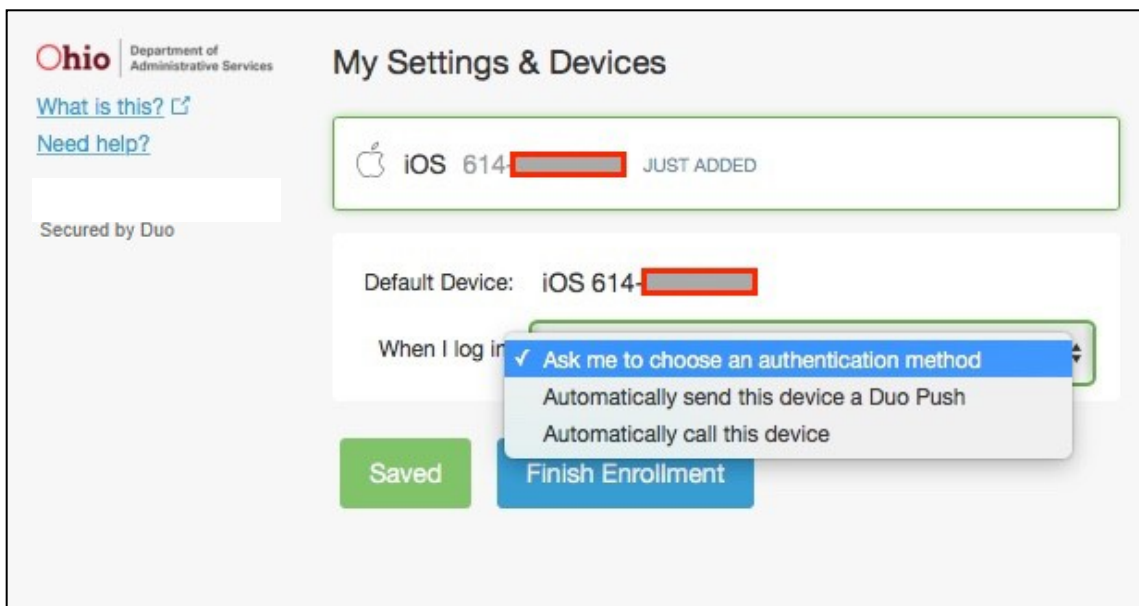 Ohio
Department of
Administrative Services
What is this?
Need help?
Secured by Duo
My Settings & Devices
iOS 614- JUST ADDED
Default Device: iOS 614-
When I log in
✓ Ask me to choose an authentication method
Automatically send this device a Duo Push
Automatically call this device
Saved
Finish Enrollment